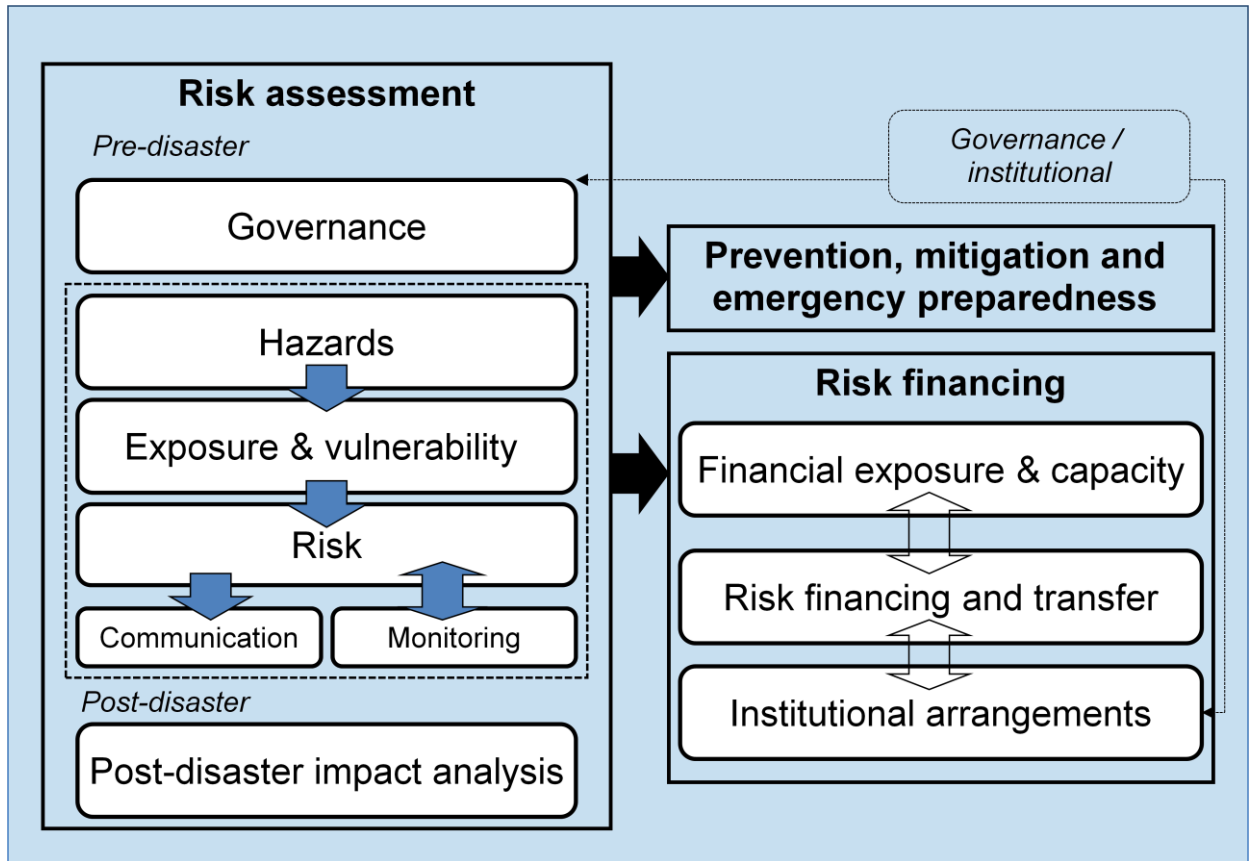 Risk assessment
Pre-disaster
Governance
Hazards
Exposure & vulnerability
Risk
Communication
Monitoring
Post-disaster
Post-disaster impact analysis
Governance /
institutional
Prevention, mitigation and
emergency preparedness
Risk financing
Financial exposure & capacity
Risk financing and transfer
Institutional arrangements